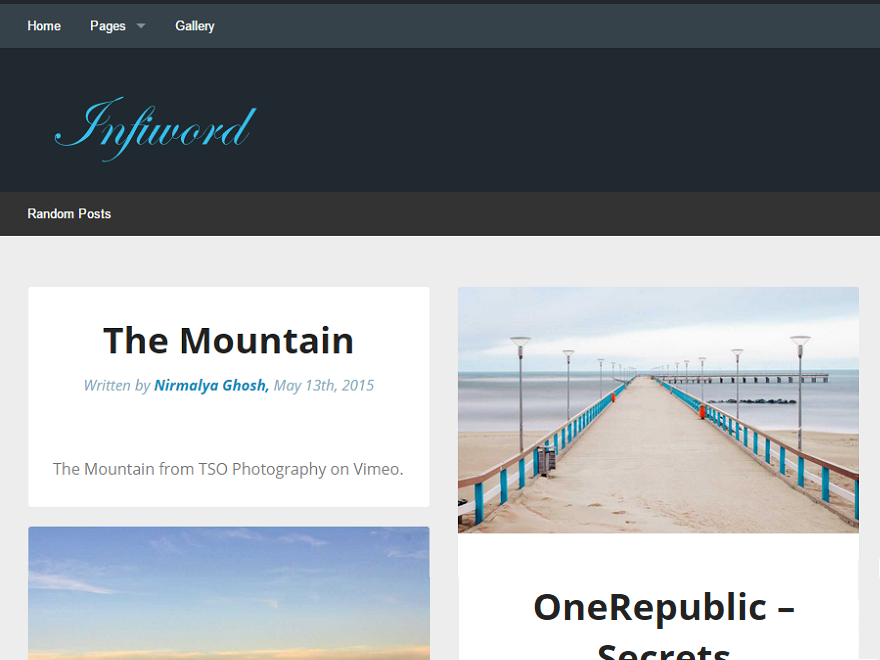 Home Pages Gallery
Infiword
Random Posts
The Mountain
Written by Nirmalya Ghosh, May 13th, 2015
The Mountain from TSO Photography on Vimeo.
OneRepublic –
Secrets